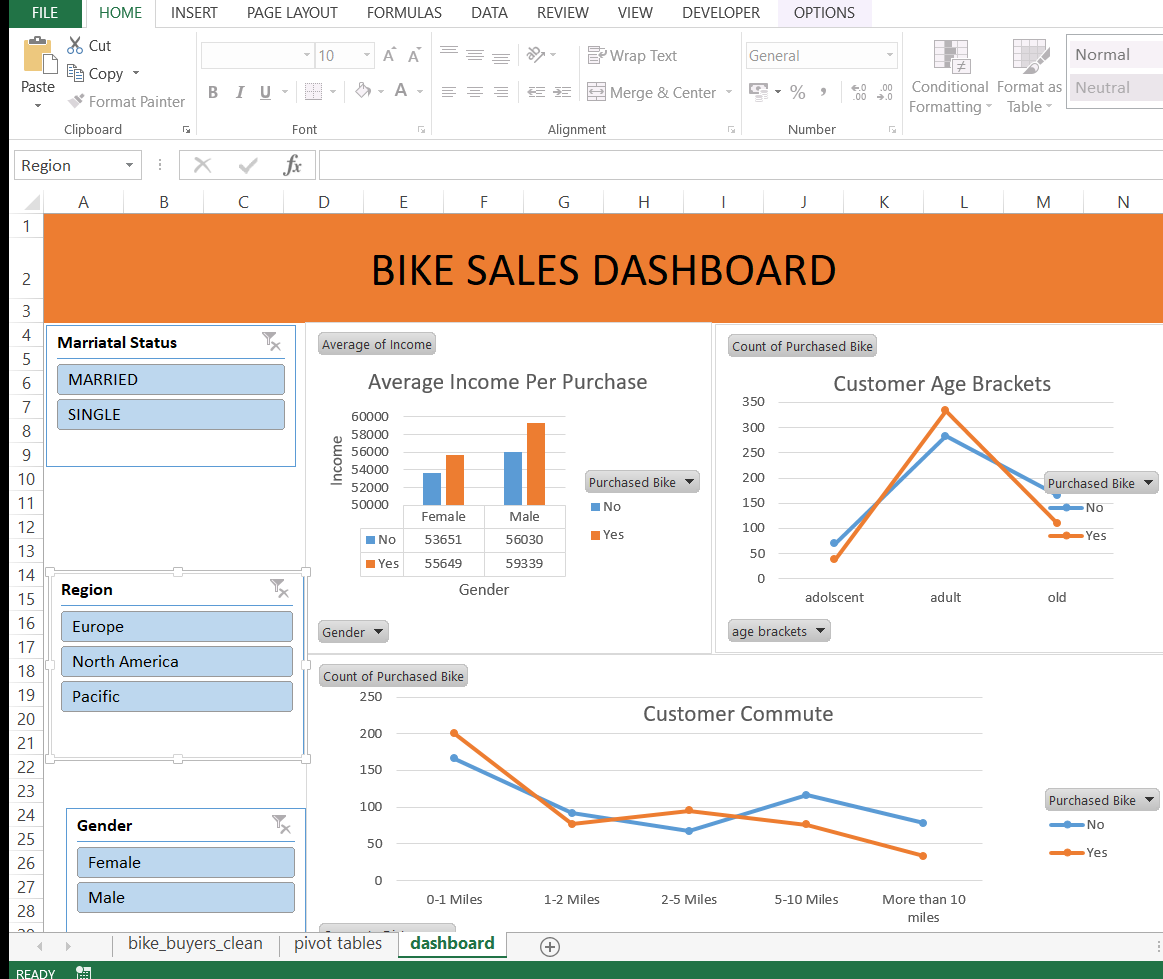 FILE HOME INSERT PAGE LAYOUT FORMULAS DATA REVIEW VIEW DEVELOPER OPTIONS
Paste
Cut
Copy
Format Painter
Clipboard
10
B I U
A
Font
Wrap Text
Merge & Center
Alignment
General
%
Number
Conditional Formatting
Format as Table
Normal
Neutral
Region
fx
A B C D E F G H I J K L M N
1
2
3
4
5
6
7
8
9
10
11
12
13
14
15
16
17
18
19
20
21
22
23
24
25
26
27
28
BIKE SALES DASHBOARD
Marriatal Status
MARRIED
SINGLE
Region
Europe
North America
Pacific
Gender
Female
Male
Average of Income
Average Income Per Purchase
60000
58000
56000
54000
52000
50000
Income
Female Male
No 53651 56030
Yes 55649 59339
Gender
Purchased Bike
No
Yes
Gender
Count of Purchased Bike
Customer Age Brackets
350
300
250
200
150
100
50
0
adolscent adult old
Purchased Bike
No
Yes
age brackets
Count of Purchased Bike
Customer Commute
250
200
150
100
50
0
0-1 Miles 1-2 Miles 2-5 Miles 5-10 Miles More than 10
miles
Purchased Bike
No
Yes
bike_buyers_clean pivot tables dashboard
READY